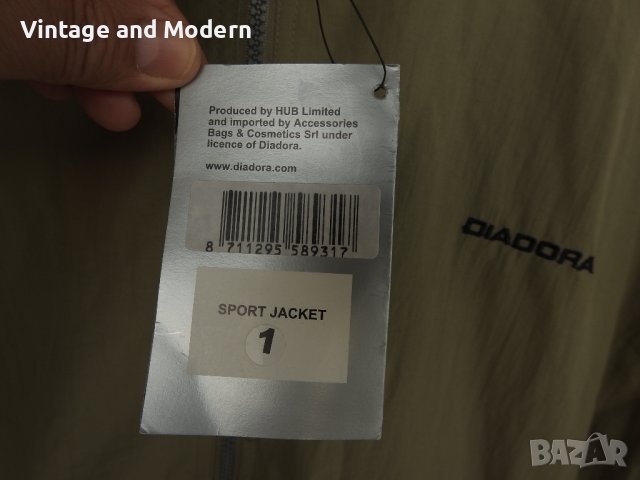 Vintage and Modern
Produced by HUB Limited
and imported by Accessories
Bags & Cosmetics Srl under
licence of Diadora.
www.diadora.com
8 711295 589317
SPORT JACKET
1
DIADORA
BAZAR